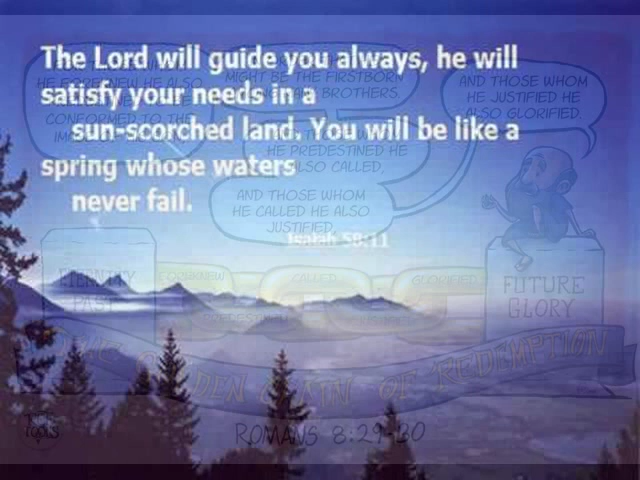 The Lord will guide you always, he will
satisfy your needs in a
sun-scorched land. You will be like a
spring whose waters
never fail.
Isaiah 58:11
HE FOREKNEW HE ALSO
CONFORMED TO THE
MIGHT BE THE FIRSTBORN
BROTHERS.
HE PREDESTINED HE
ALSO CALLED,
AND THOSE WHOM
HE CALLED HE ALSO
JUSTIFIED,
AND THOSE WHOM
HE JUSTIFIED HE
ALSO GLORIFIED.
ETERNITY
PAST
FOREKNEW
CALLED
GLORIFIED
FUTURE
GLORY
GOLDEN CHAIN OF REDEMPTION
ROMANS 8:29-30